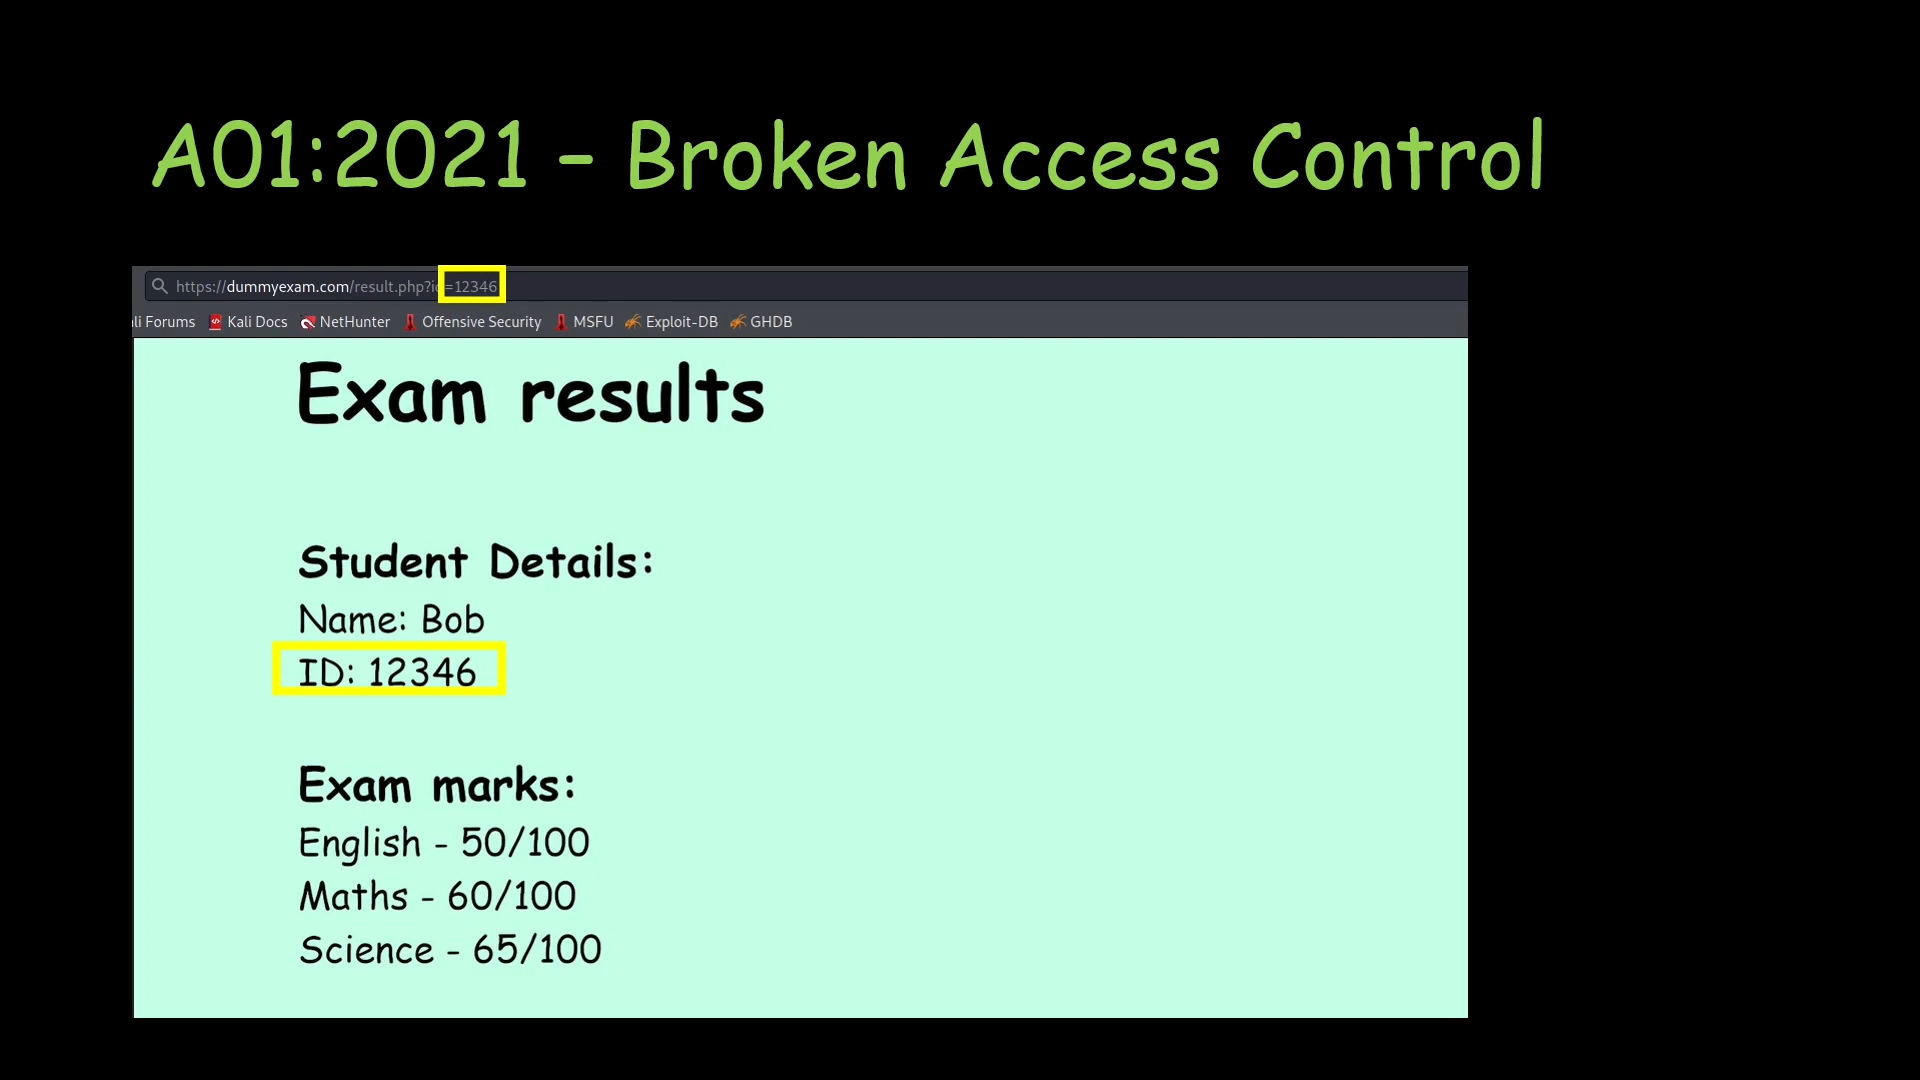 A01:2021 – Broken Access Control
https://dummyexam.com/result.php?id=12346
li Forums Kali Docs NetHunter Offensive Security MSFU Exploit-DB GHDB
Exam results
Student Details:
Name: Bob
ID: 12346
Exam marks:
English - 50/100
Maths - 60/100
Science - 65/100